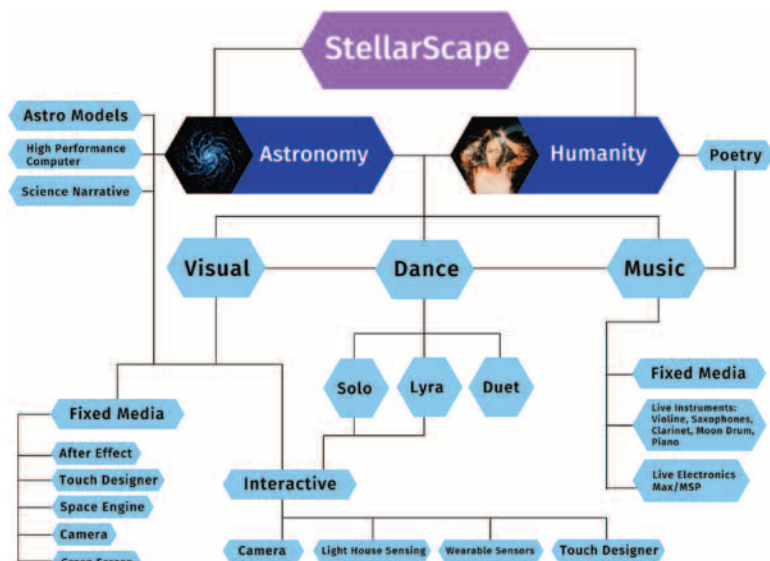 StellarScape
Astro Models
High Performance
Computer
Science Narrative
Astronomy
Humanity
Poetry
Visual
Dance
Music
Solo
Lyra
Duet
Fixed Media
After Effect
Touch Designer
Space Engine
Camera
Interactive
Camera
Light House Sensing
Wearable Sensors
Touch Designer
Fixed Media
Live Instruments:
Violine, Saxophones,
Clarinet, Moon Drum,
Piano
Live Electronics
Max/MSP